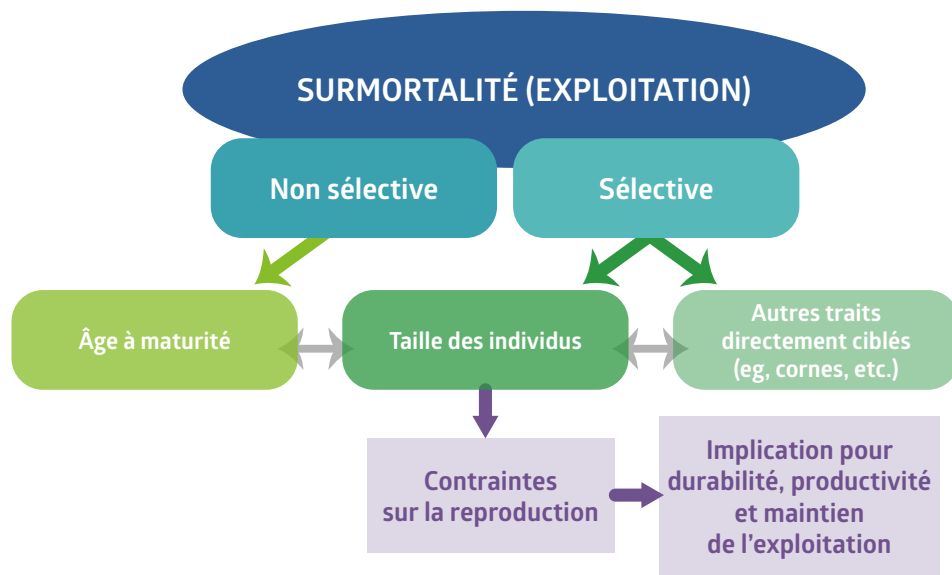 SURMORTALITÉ (EXPLOITATION)
Non sélective
Sélective
Âge à maturité
Taille des individus
Autres traits
directement ciblés
(eg, cornes, etc.)
Contraintes
sur la reproduction
Implication pour
durabilité, productivité
et maintien
de l'exploitation